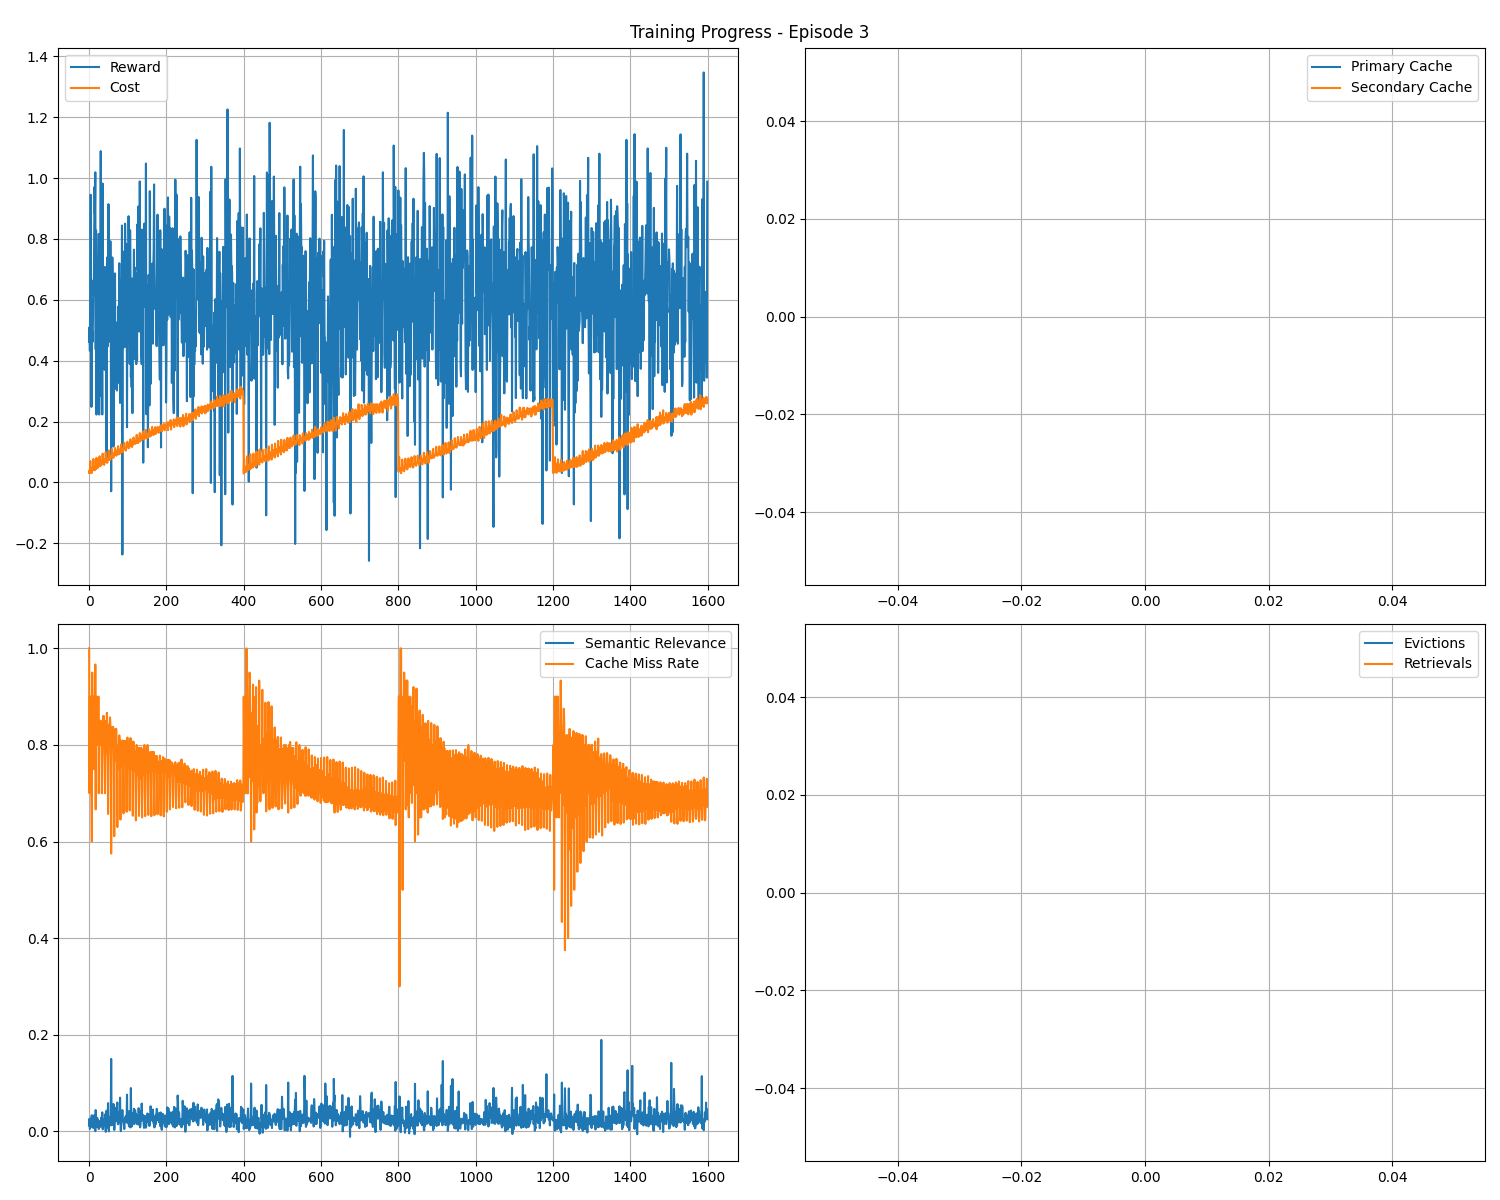 Training Progress - Episode 3
Reward
Cost
1.4
1.2
1.0
0.8
0.6
0.4
0.2
0.0
−0.2
0 200 400 600 800 1000 1200 1400 1600
Primary Cache
Secondary Cache
0.04
0.02
0.00
−0.02
−0.04
−0.04 −0.02 0.00 0.02 0.04
Semantic Relevance
Cache Miss Rate
1.0
0.8
0.6
0.4
0.2
0.0
0 200 400 600 800 1000 1200 1400 1600
Evictions
Retrievals
0.04
0.02
0.00
−0.02
−0.04
−0.04 −0.02 0.00 0.02 0.04